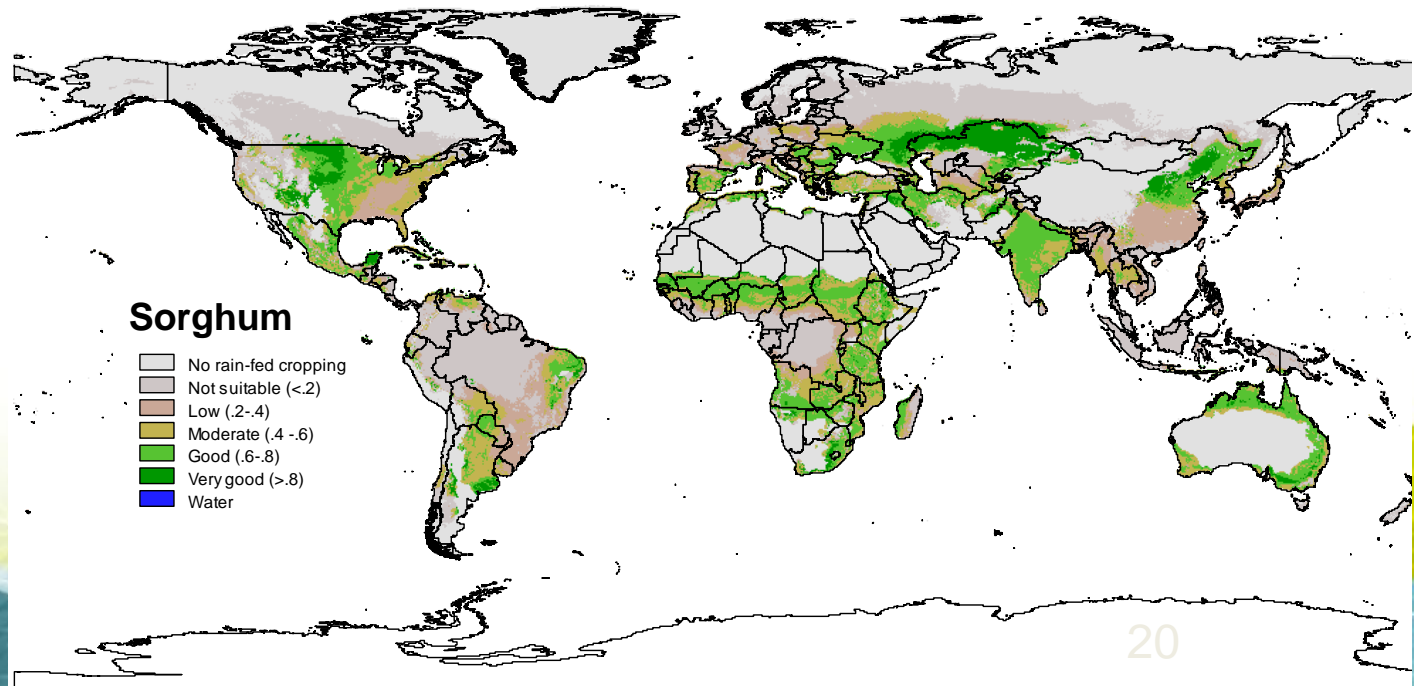 Sorghum
No rain-fed cropping
Not suitable (<.2)
Low (.2-.4)
Moderate (.4 -.6)
Good (.6-.8)
Very good (>.8)
Water
20